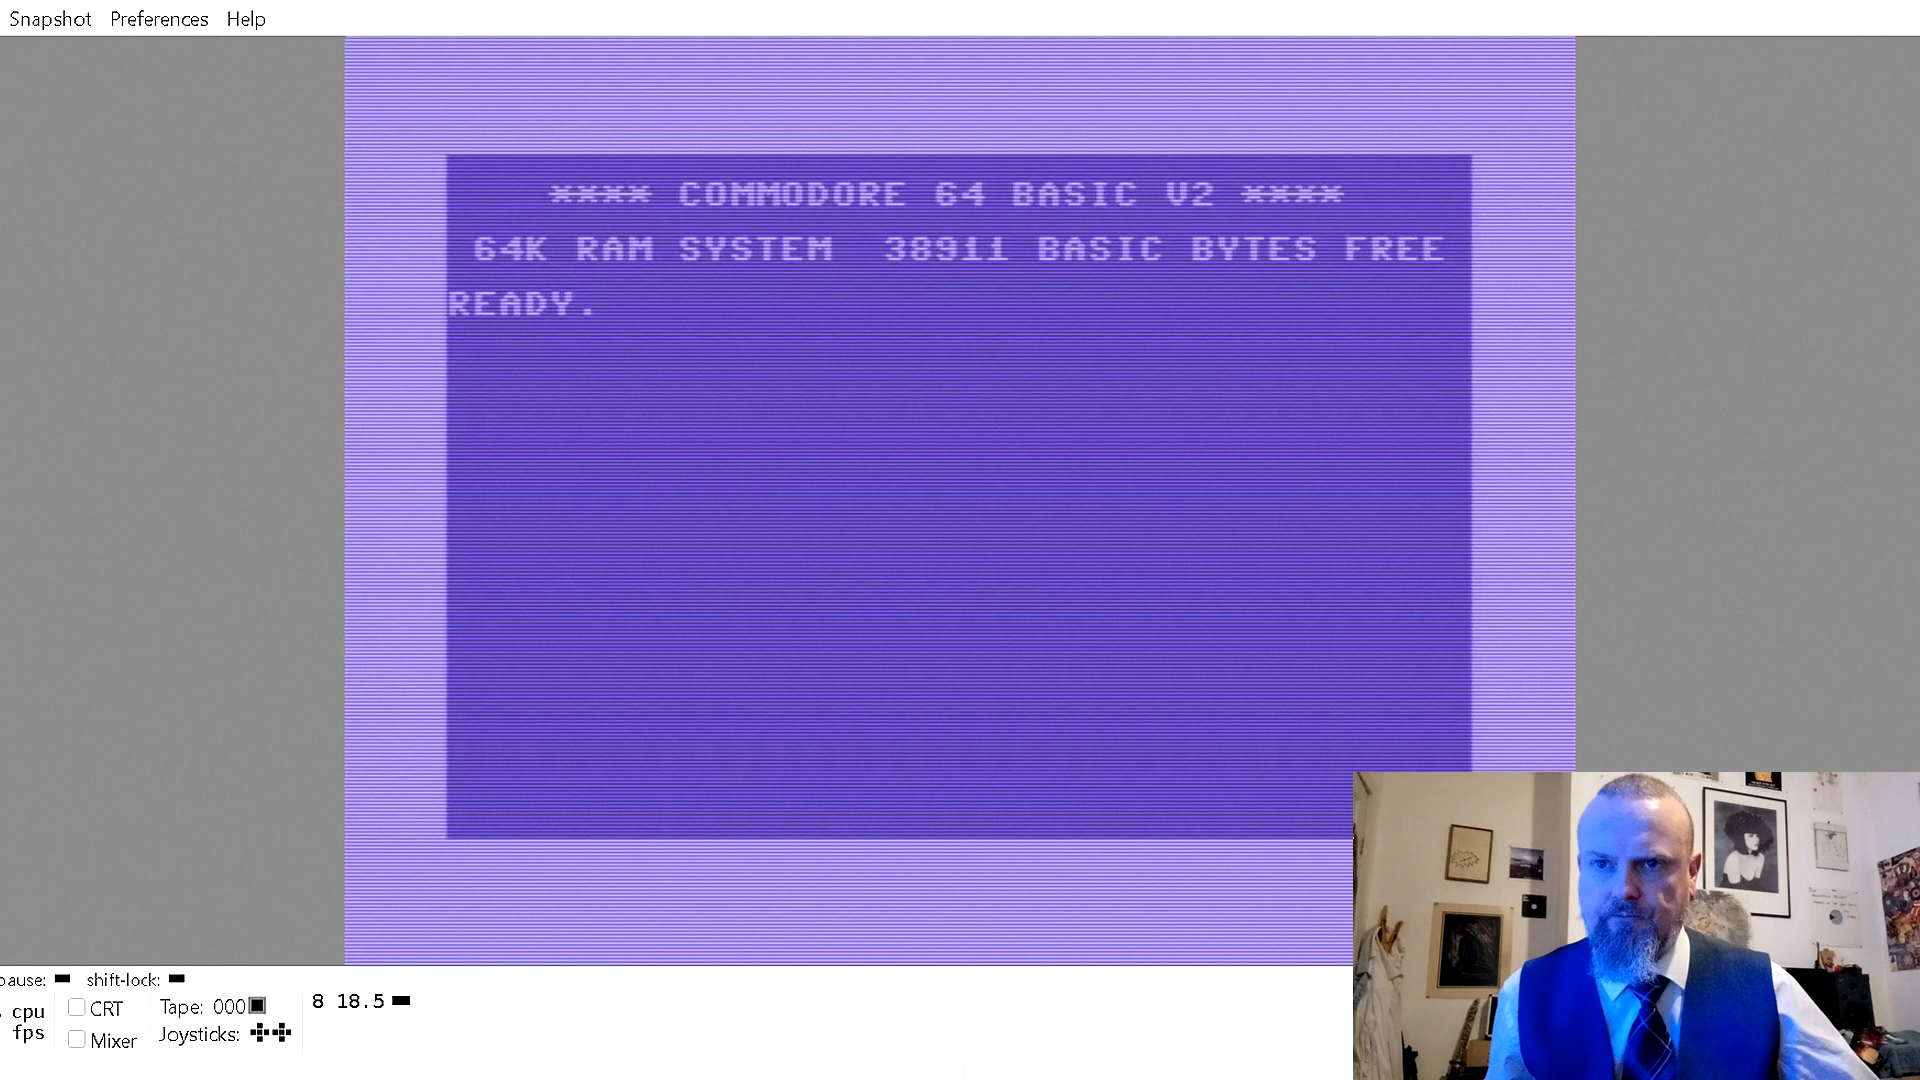 Snapshot Preferences Help
**** COMMODORE 64 BASIC V2 ****
64K RAM SYSTEM 38911 BASIC BYTES FREE
READY.
shift-lock:
cpu
fps
CRT
Mixer
Tape: 000
Joysticks:
8 18.5